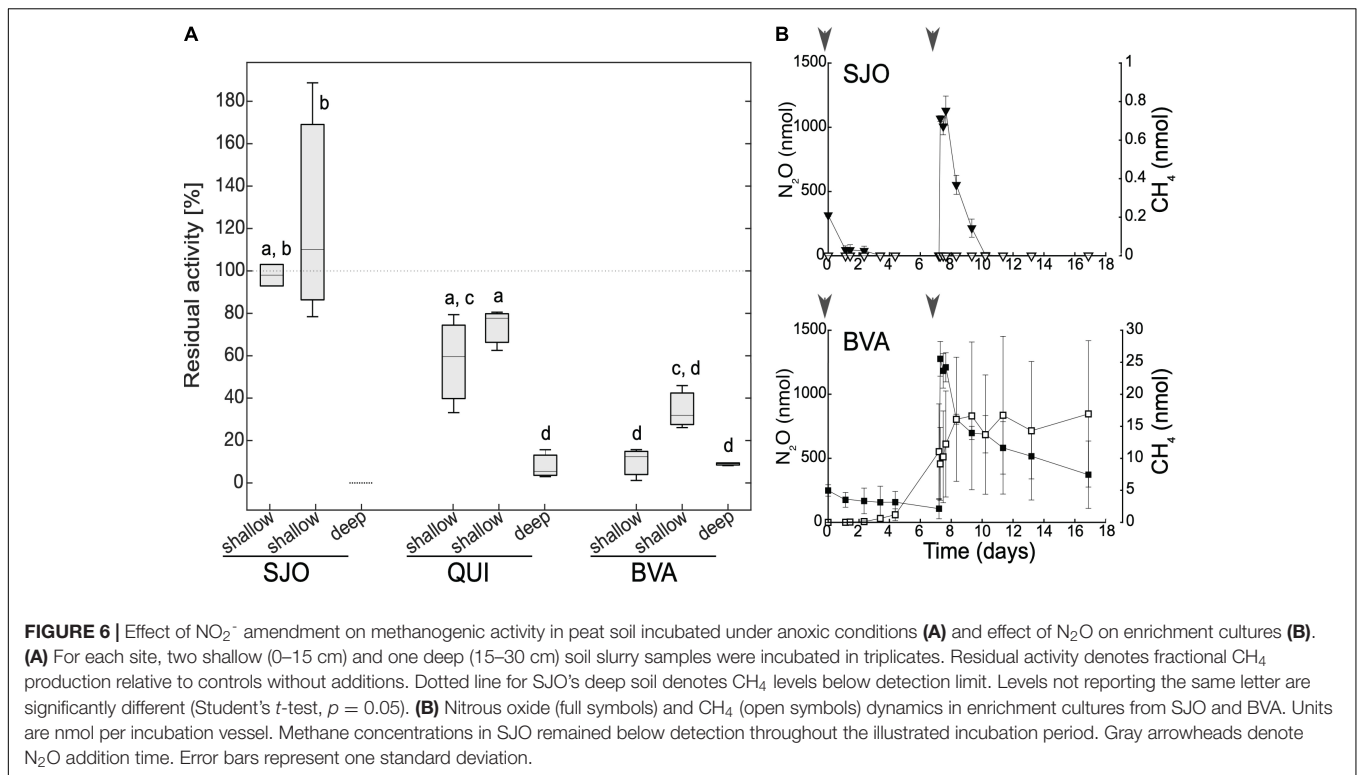 A
Residual activity [%]
180
160
140
120
100
80
60
40
20
0
a, b
b
a, c
a
d
d
c, d
d
shallow
shallow
deep
shallow
shallow
deep
shallow
shallow
deep
SJO
QUI
BVA
B
SJO
N₂O (nmol)
1500
1000
500
0
CH₄ (nmol)
1
0.8
0.6
0.4
0.2
0
0 2 4 6 8 10 12 14 16 18
BVA
N₂O (nmol)
1500
1000
500
0
CH₄ (nmol)
30
25
20
15
10
5
0
0 2 4 6 8 10 12 14 16 18
Time (days)
FIGURE 6 | Effect of NO₂⁻ amendment on methanogenic activity in peat soil incubated under anoxic conditions (A) and effect of N₂O on enrichment cultures (B).
(A) For each site, two shallow (0–15 cm) and one deep (15–30 cm) soil slurry samples were incubated in triplicates. Residual activity denotes fractional CH₄
production relative to controls without additions. Dotted line for SJO's deep soil denotes CH₄ levels below detection limit. Levels not reporting the same letter are
significantly different (Student's t-test, p = 0.05). (B) Nitrous oxide (full symbols) and CH₄ (open symbols) dynamics in enrichment cultures from SJO and BVA. Units
are nmol per incubation vessel. Methane concentrations in SJO remained below detection throughout the illustrated incubation period. Gray arrowheads denote
N₂O addition time. Error bars represent one standard deviation.